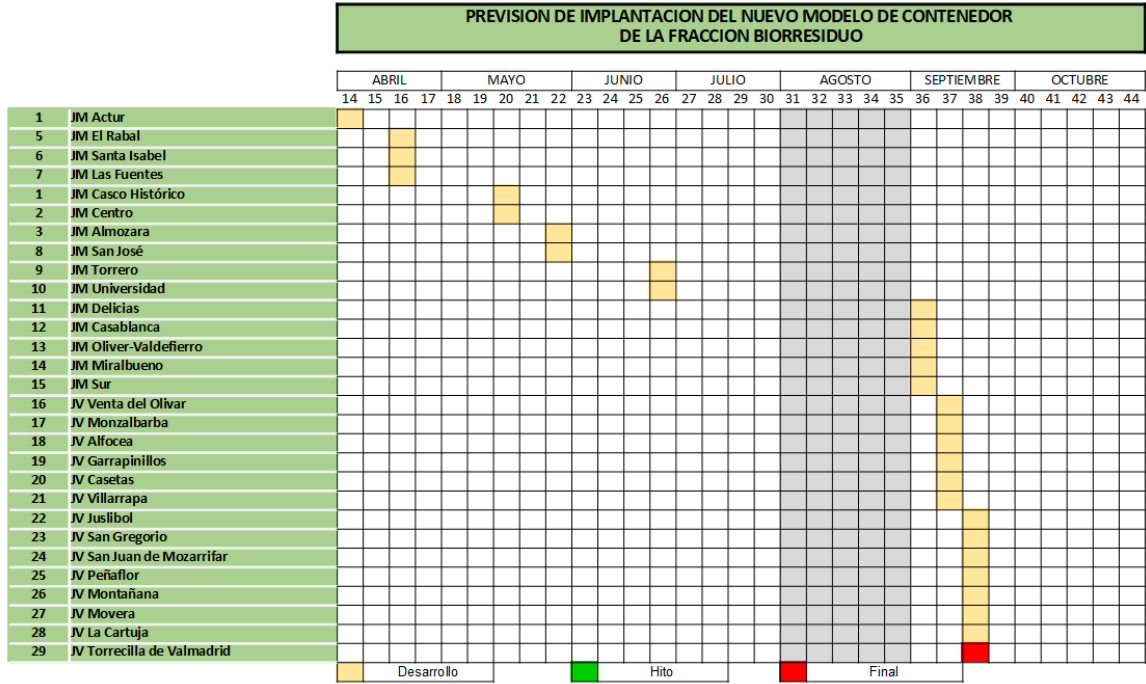 PREVISION DE IMPLANTACION DEL NUEVO MODELO DE CONTENEDOR
DE LA FRACCION BIORRESIDUO
ABRIL MAYO JUNIO JULIO AGOSTO SEPTIEMBRE OCTUBRE
14 15 16 17 18 19 20 21 22 23 24 25 26 27 28 29 30 31 32 33 34 35 36 37 38 39 40 41 42 43 44
1 JM Actur
5 JM El Rabal
6 JM Santa Isabel
7 JM Las Fuentes
1 JM Casco Histórico
2 JM Centro
3 JM Almozara
8 JM San José
9 JM Torrero
10 JM Universidad
11 JM Delicias
12 JM Casablanca
13 JM Oliver-Valdefierro
14 JM Miralbueno
15 JM Sur
16 JV Venta del Olivar
17 JV Monzalbarba
18 JV Alfocea
19 JV Garrapinillos
20 JV Casetas
21 JV Villarrapa
22 JV Juslibol
23 JV San Gregorio
24 JV San Juan de Mozarrifar
25 JV Peñaflor
26 JV Montañana
27 JV Movera
28 JV La Cartuja
29 JV Torrecilla de Valmadrid
Desarrollo Hito Final